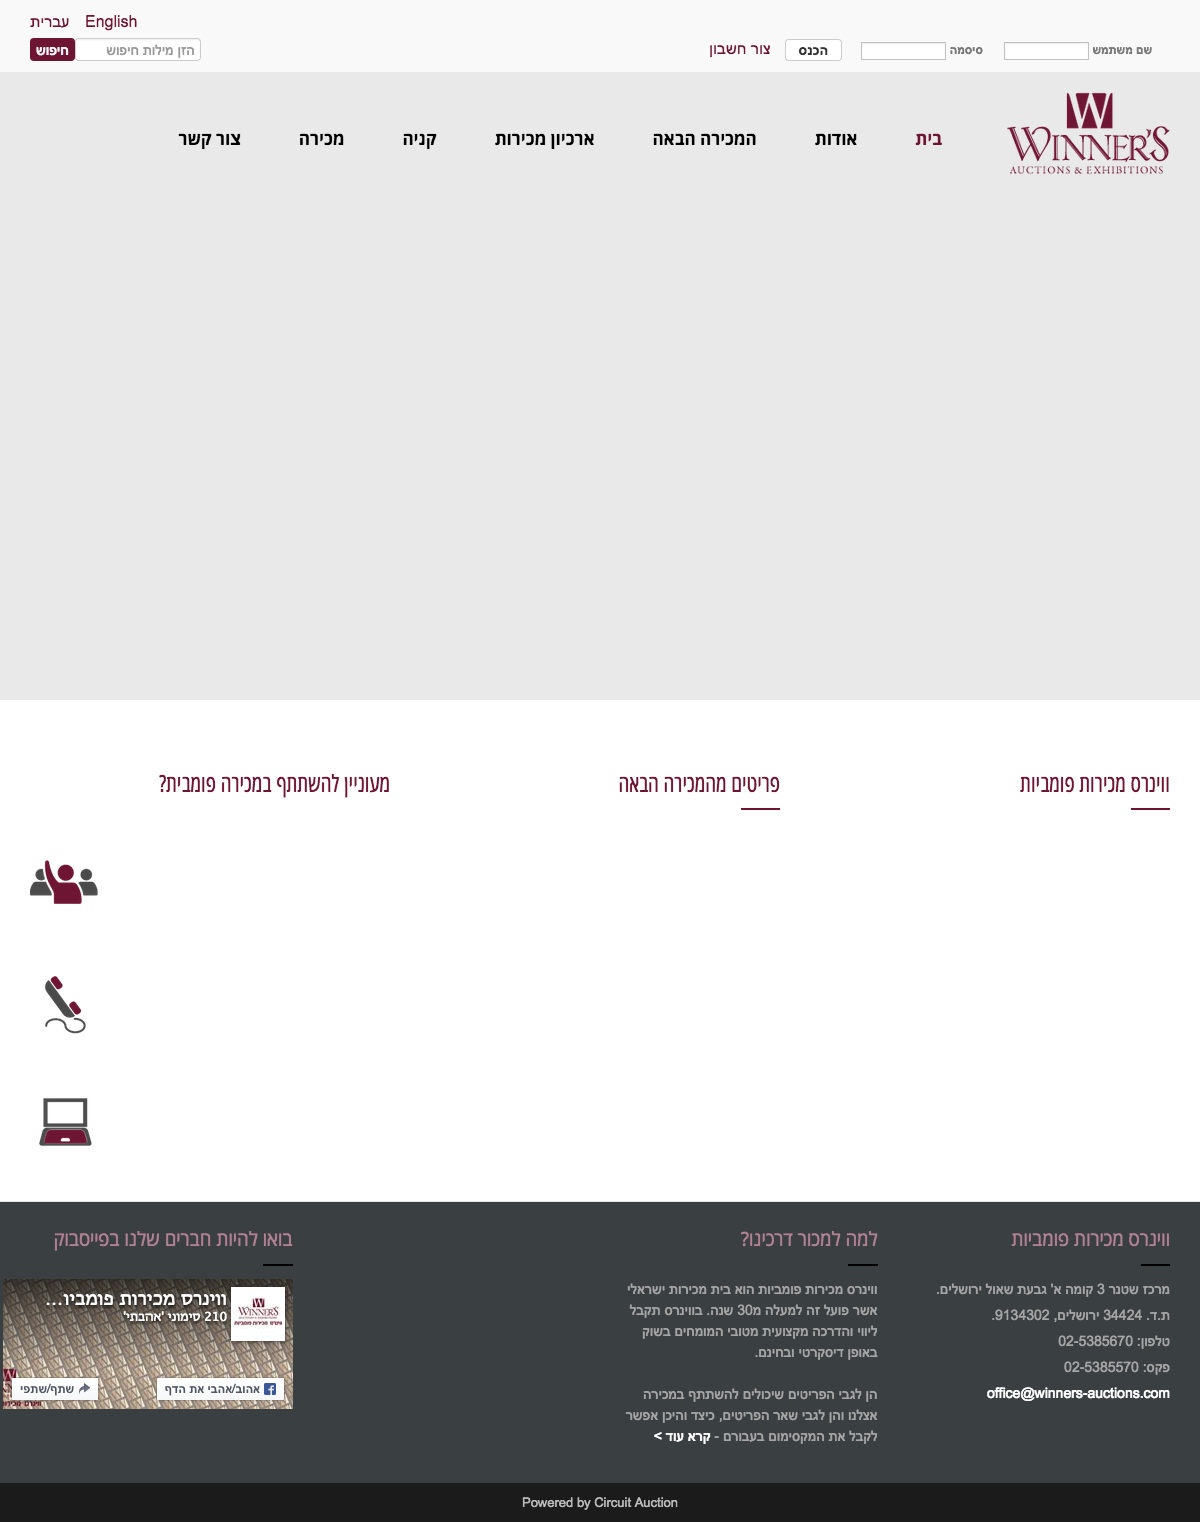 עברית English
חיפוש הזן מילות חיפוש
שם משתמש סיסמה הכנס צור חשבון
W
WINNER'S
AUCTIONS & EXHIBITIONS
בית אודות המכירה הבאה ארכיון מכירות קניה מכירה צור קשר
ווינרס מכירות פומביות
פריטים מהמכירה הבאה
מעוניין להשתתף במכירה פומבית?
ווינרס מכירות פומביות
מרכז שטנר 3 קומה א' גבעת שאול ירושלים.
ת.ד. 34424 ירושלים, 9134302.
טלפון: 02-5385670
פקס: 02-5385570
office@winners-auctions.com
למה למכור דרכינו?
ווינרס מכירות פומביות הוא בית מכירות ישראלי
אשר פועל זה למעלה מ30 שנה. בווינרס תקבל
ליווי והדרכה מקצועית מטובי המומחים בשוק
באופן דיסקרטי ובחינם.
הן לגבי הפריטים שיכולים להשתתף במכירה
אצלנו והן לגבי שאר הפריטים, כיצד והיכן אפשר
לקבל את המקסימום בעבורם - קרא עוד >
בואו להיות חברים שלנו בפייסבוק
WINNER'S
ווינרס מכירות פומביות
ווינרס מכירות פומביו...
210 סימוני 'אהבתי'
אהוב/אהבי את הדף
שתף/שתפי
Powered by Circuit Auction